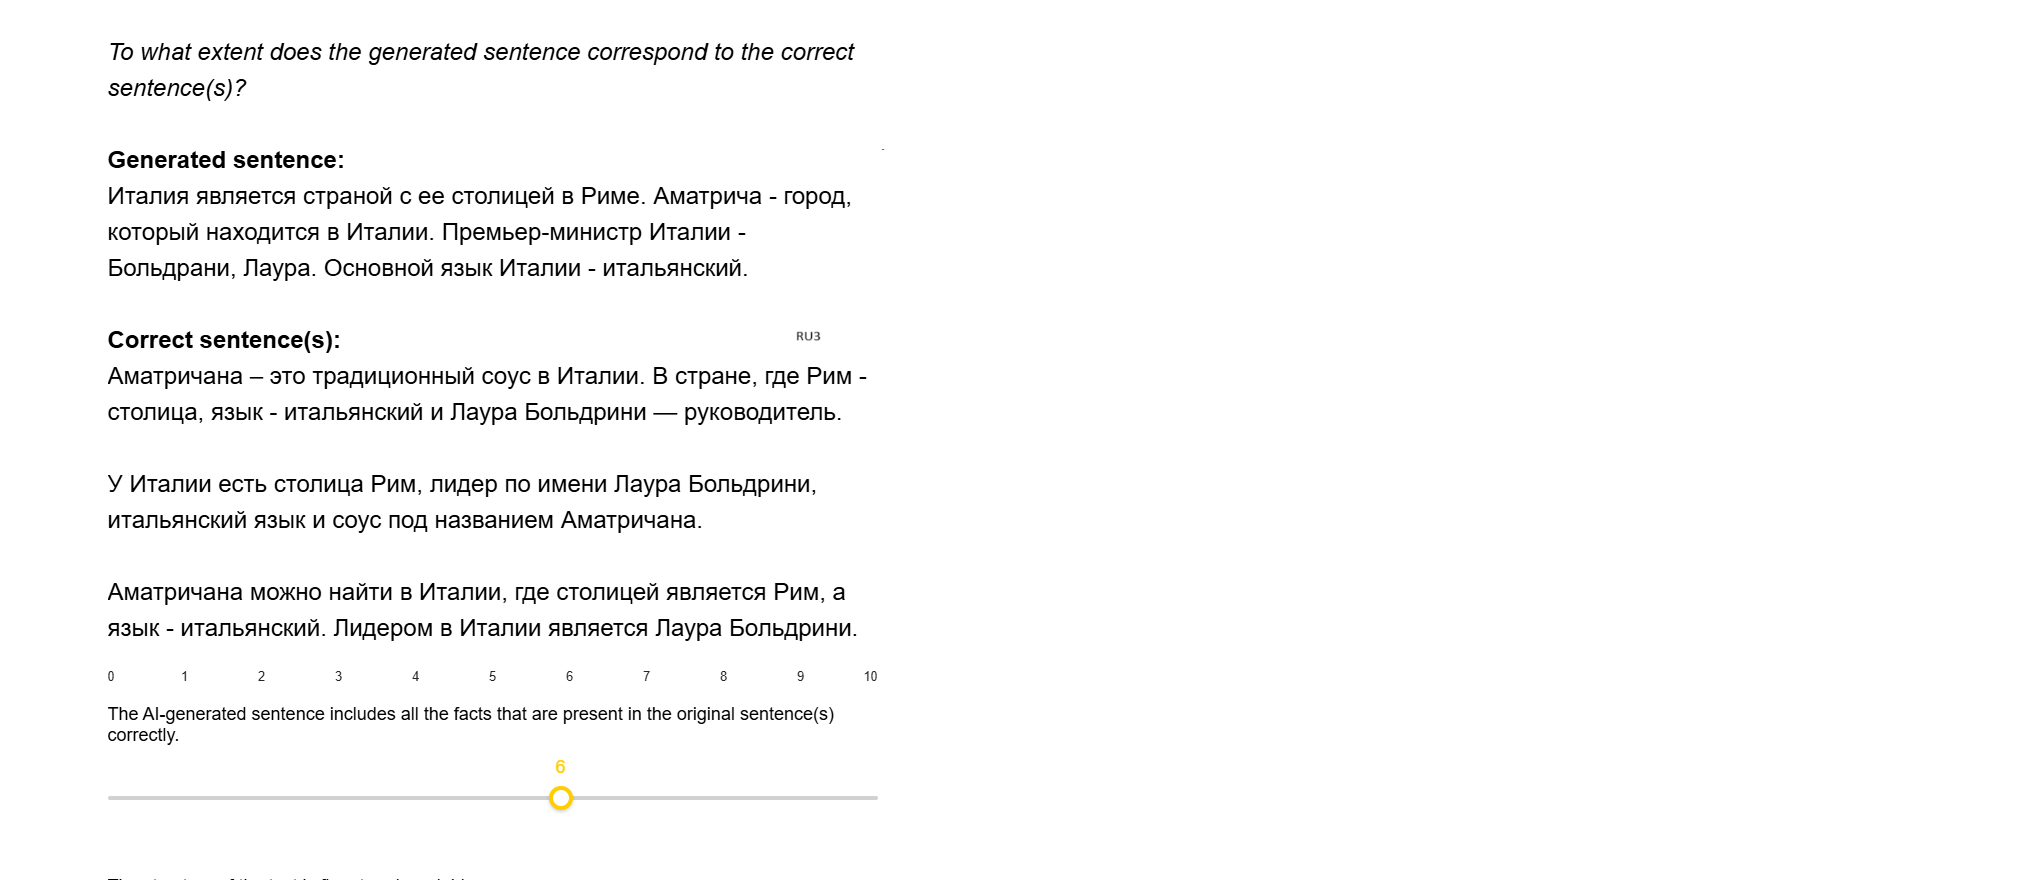 To what extent does the generated sentence correspond to the correct
sentence(s)?
Generated sentence:
Италия является страной с ее столицей в Риме. Аматрича - город,
который находится в Италии. Премьер-министр Италии -
Больдрани, Лаура. Основной язык Италии - итальянский.
Correct sentence(s):
RU3
Аматричана – это традиционный соус в Италии. В стране, где Рим -
столица, язык - итальянский и Лаура Больдрини — руководитель.
У Италии есть столица Рим, лидер по имени Лаура Больдрини,
итальянский язык и соус под названием Аматричана.
Аматричана можно найти в Италии, где столицей является Рим, а
язык - итальянский. Лидером в Италии является Лаура Больдрини.
0 1 2 3 4 5 6 7 8 9 10
The AI-generated sentence includes all the facts that are present in the original sentence(s)
correctly.
6